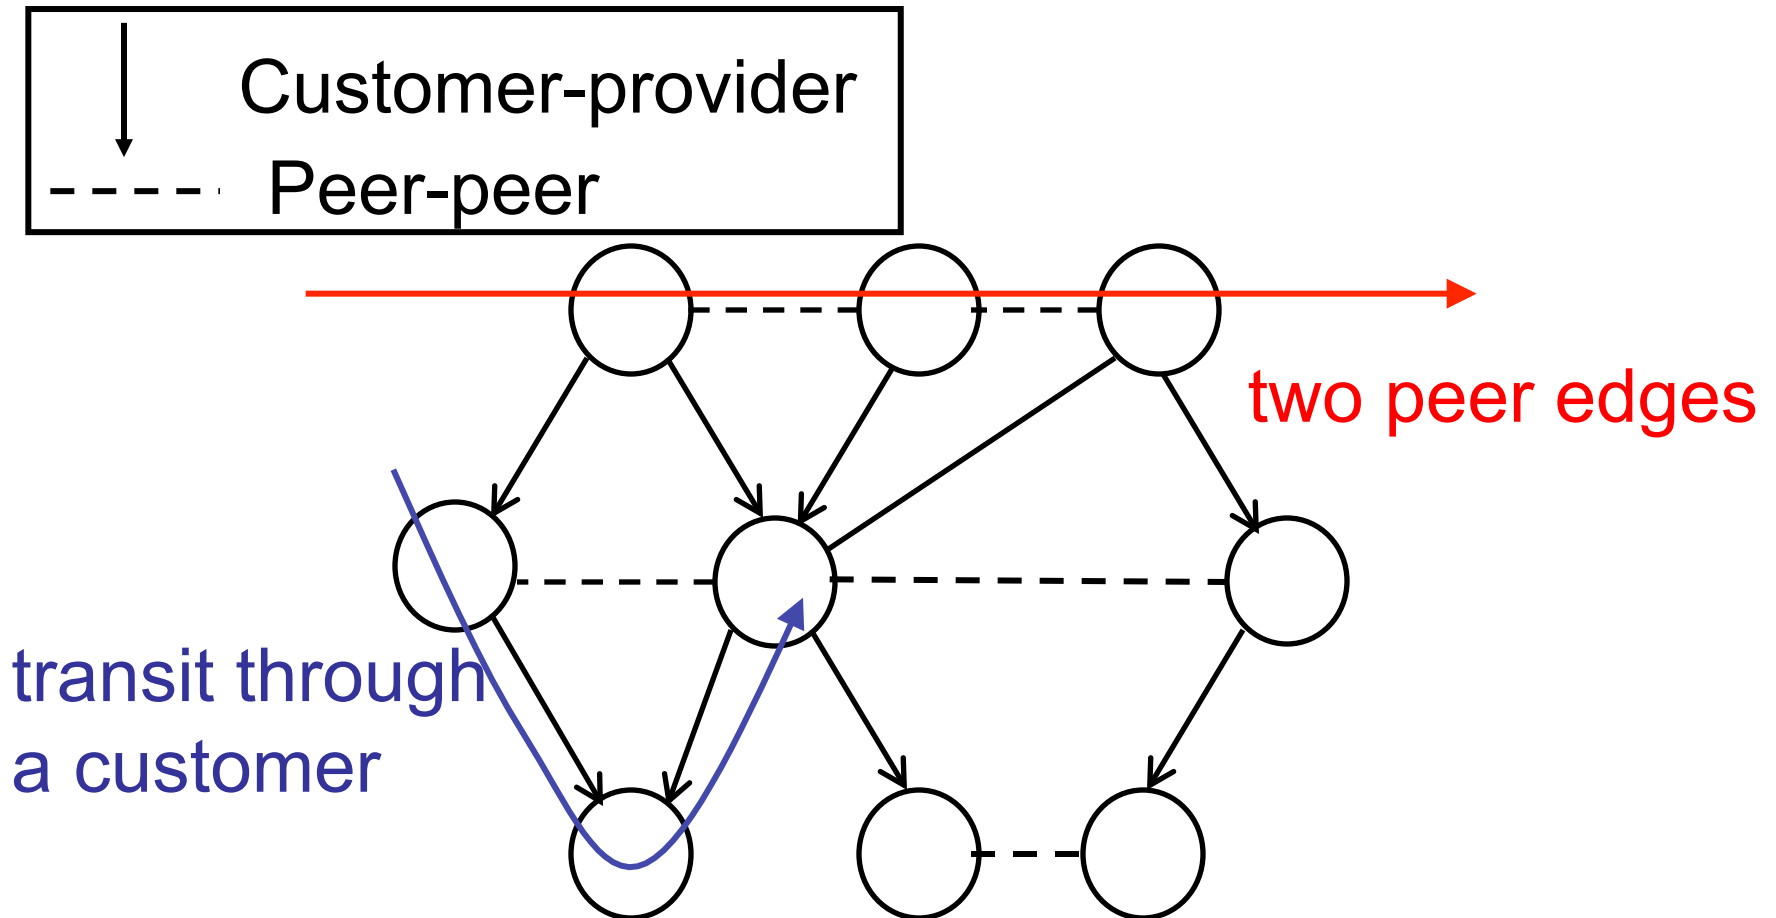 Customer-provider
Peer-peer
two peer edges
transit through
a customer